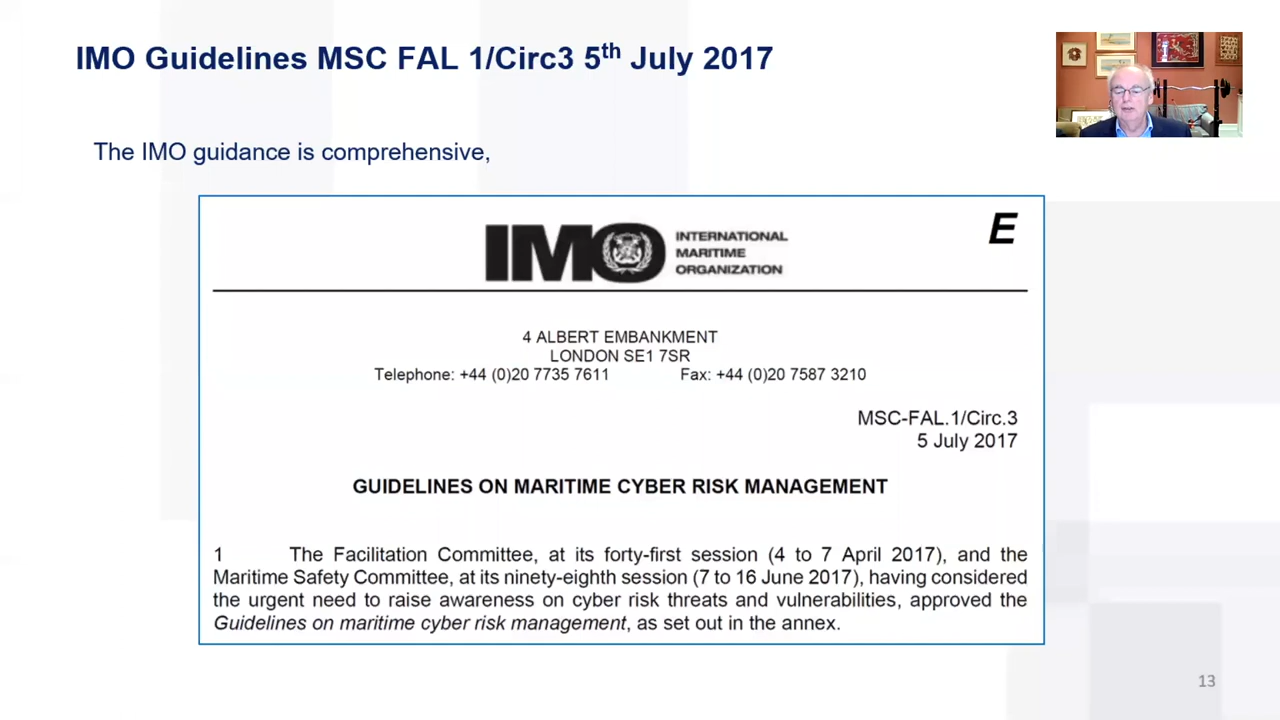 IMO Guidelines MSC FAL 1/Circ3 5th July 2017
The IMO guidance is comprehensive,
E
IMO
INTERNATIONAL
MARITIME
ORGANIZATION
4 ALBERT EMBANKMENT
LONDON SE1 7SR
Telephone: +44 (0)20 7735 7611 Fax: +44 (0)20 7587 3210
MSC-FAL.1/Circ.3
5 July 2017
GUIDELINES ON MARITIME CYBER RISK MANAGEMENT
1 The Facilitation Committee, at its forty-first session (4 to 7 April 2017), and the
Maritime Safety Committee, at its ninety-eighth session (7 to 16 June 2017), having considered
the urgent need to raise awareness on cyber risk threats and vulnerabilities, approved the
Guidelines on maritime cyber risk management, as set out in the annex.
13